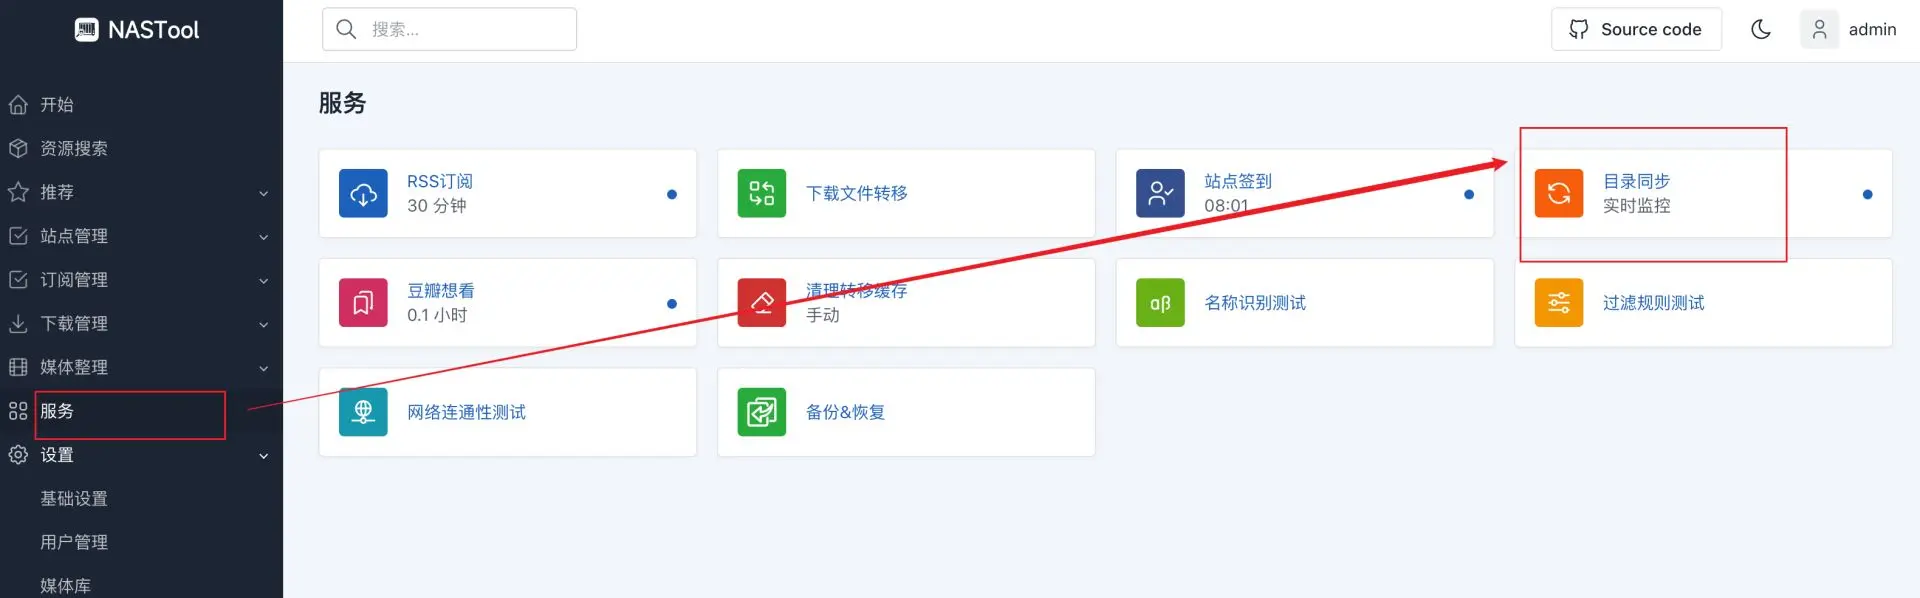 NASTool
搜索...
Source code
admin
开始
资源搜索
推荐
站点管理
订阅管理
下载管理
媒体整理
服务
设置
基础设置
用户管理
媒体库
服务
RSS订阅
30 分钟
下载文件转移
站点签到
08:01
目录同步
实时监控
豆瓣想看
0.1 小时
清理转移缓存
手动
αβ
名称识别测试
过滤规则测试
网络连通性测试
备份&恢复